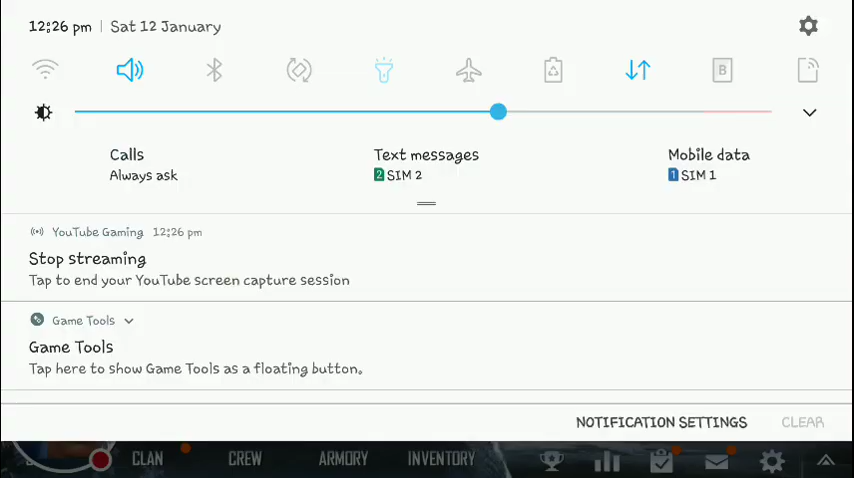 12:26 pm | Sat 12 January
B
Calls
Always ask
Text messages
2 SIM 2
Mobile data
1 SIM 1
YouTube Gaming 12:26 pm
Stop streaming
Tap to end your YouTube screen capture session
Game Tools
Game Tools
Tap here to show Game Tools as a floating button.
NOTIFICATION SETTINGS CLEAR
CLAN CREW ARMORY INVENTORY